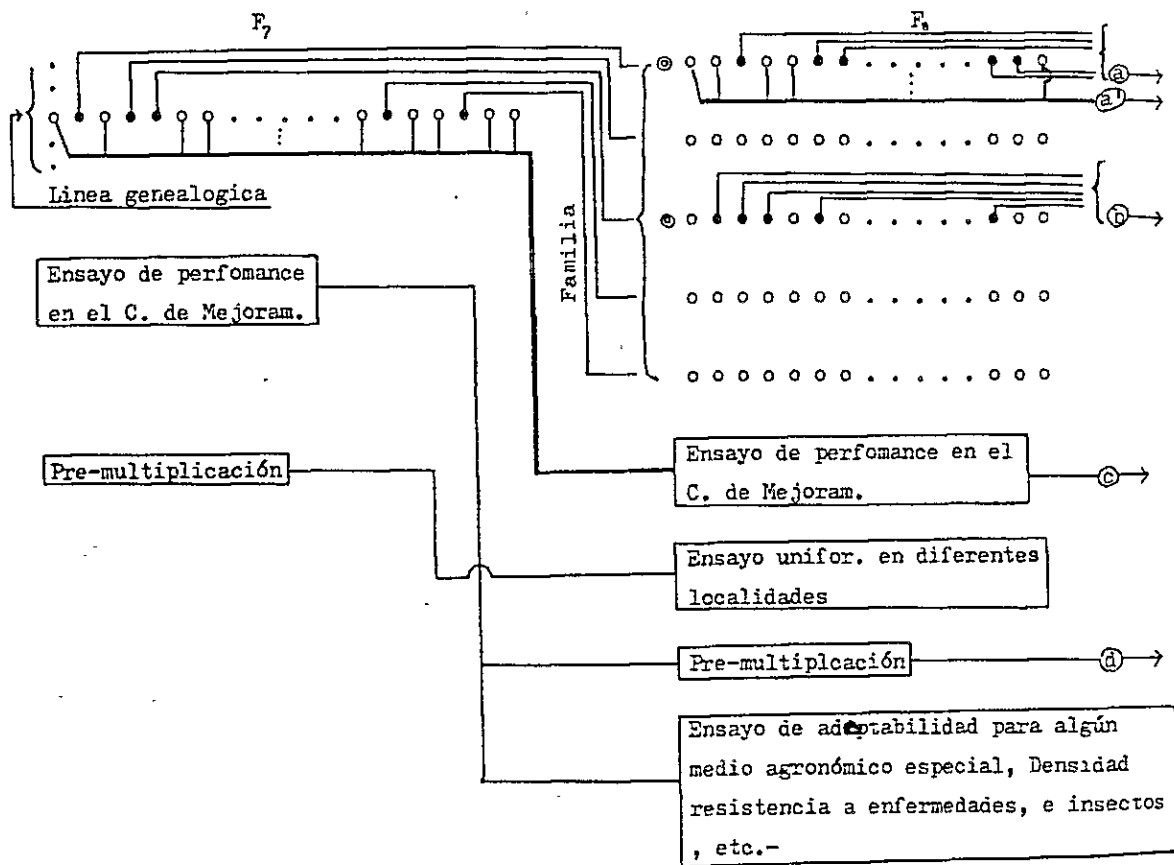 F₇
F₈
Linea genealogica
Familia
a
a'
b
Ensayo de perfomance
en el C. de Mejoram.
Pre-multiplicación
Ensayo de perfomance en el
C. de Mejoram.
c
Ensayo unifor. en diferentes
localidades
Pre-multiplcación
d
Ensayo de adaptabilidad para algún
medio agronómico especial, Densidad
resistencia a enfermedades, e insectos
, etc.-